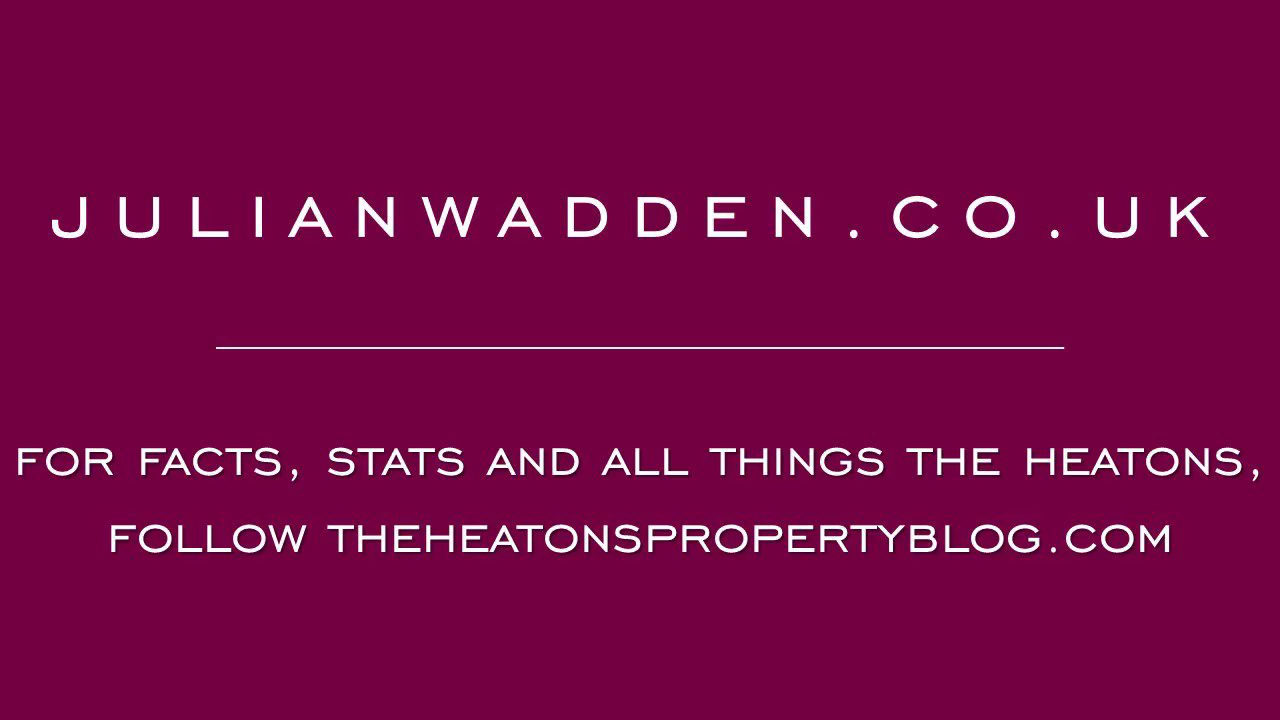 JULIANWADDEN.CO.UK
FOR FACTS, STATS AND ALL THINGS THE HEATONS,
FOLLOW THEHEATONSPROPERTYBLOG.COM